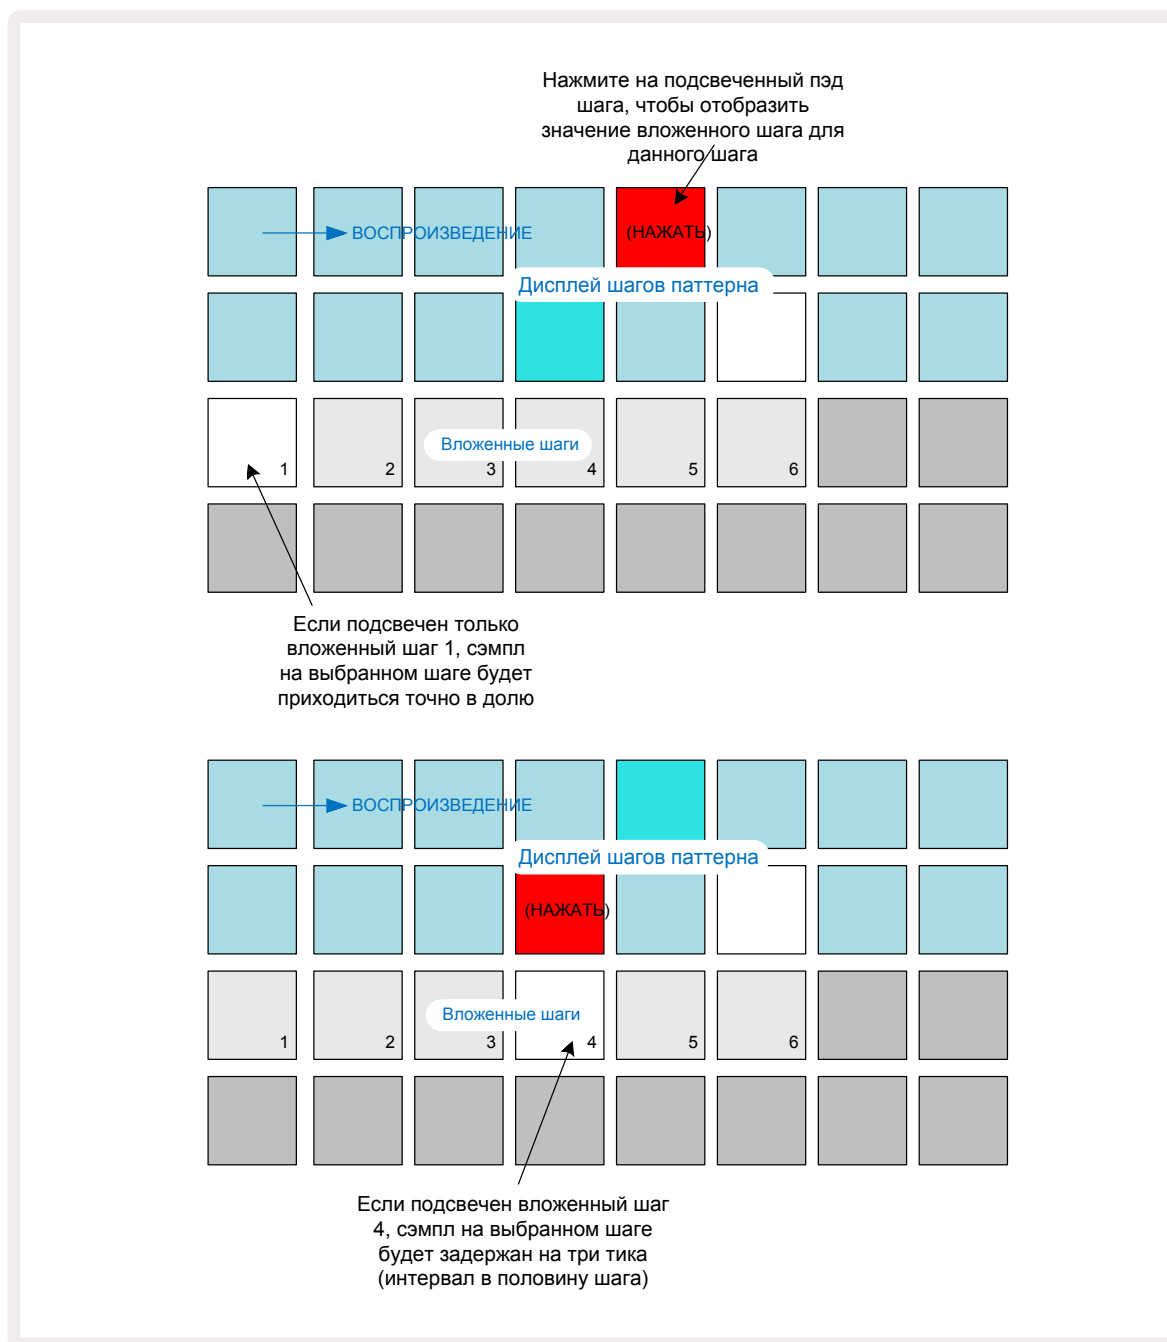 Нажмите на подсвеченный пэд
шага, чтобы отобразить
значение вложенного шага для
данного шага
ВОСПРОИЗВЕДЕНИЕ
(НАЖАТЬ)
Дисплей шагов паттерна
Вложенные шаги
1 2 3 4 5 6
Если подсвечен только
вложенный шаг 1, сэмпл
на выбранном шаге будет
приходиться точно в долю
ВОСПРОИЗВЕДЕНИЕ
Дисплей шагов паттерна
(НАЖАТЬ)
Вложенные шаги
1 2 3 4 5 6
Если подсвечен вложенный шаг
4, сэмпл на выбранном шаге
будет задержан на три тика
(интервал в половину шага)